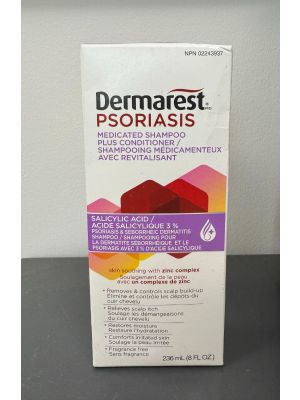 NPN 02243937
Dermarest®
PSORIASIS
MEDICATED SHAMPOO
PLUS CONDITIONER /
SHAMPOOING MÉDICAMENTEUX
AVEC REVITALISANT
SALICYLIC ACID /
ACIDE SALICYLIQUE 3 %
PSORIASIS & SEBORRHEIC DERMATITIS
SHAMPOO / SHAMPOOING POUR
LA DERMATITE SÉBORRHÉIQUE ET LE
PSORIASIS AVEC 3 % D'ACIDE SALICYLIQUE
skin soothing with zinc complex
Soulagement de la peau
avec un complexe de zinc
• Removes & controls scalp build-up
Élimine et contrôle les dépôts du
cuir chevelu
• Relieves scalp itch
Soulage les démangeaisons
du cuir chevelu
• Restores moisture
Restaure l'hydratation
• Comforts irritated skin
Soulage la peau irritée
• Fragrance free
Sans fragrance
236 mL (8 FL OZ)